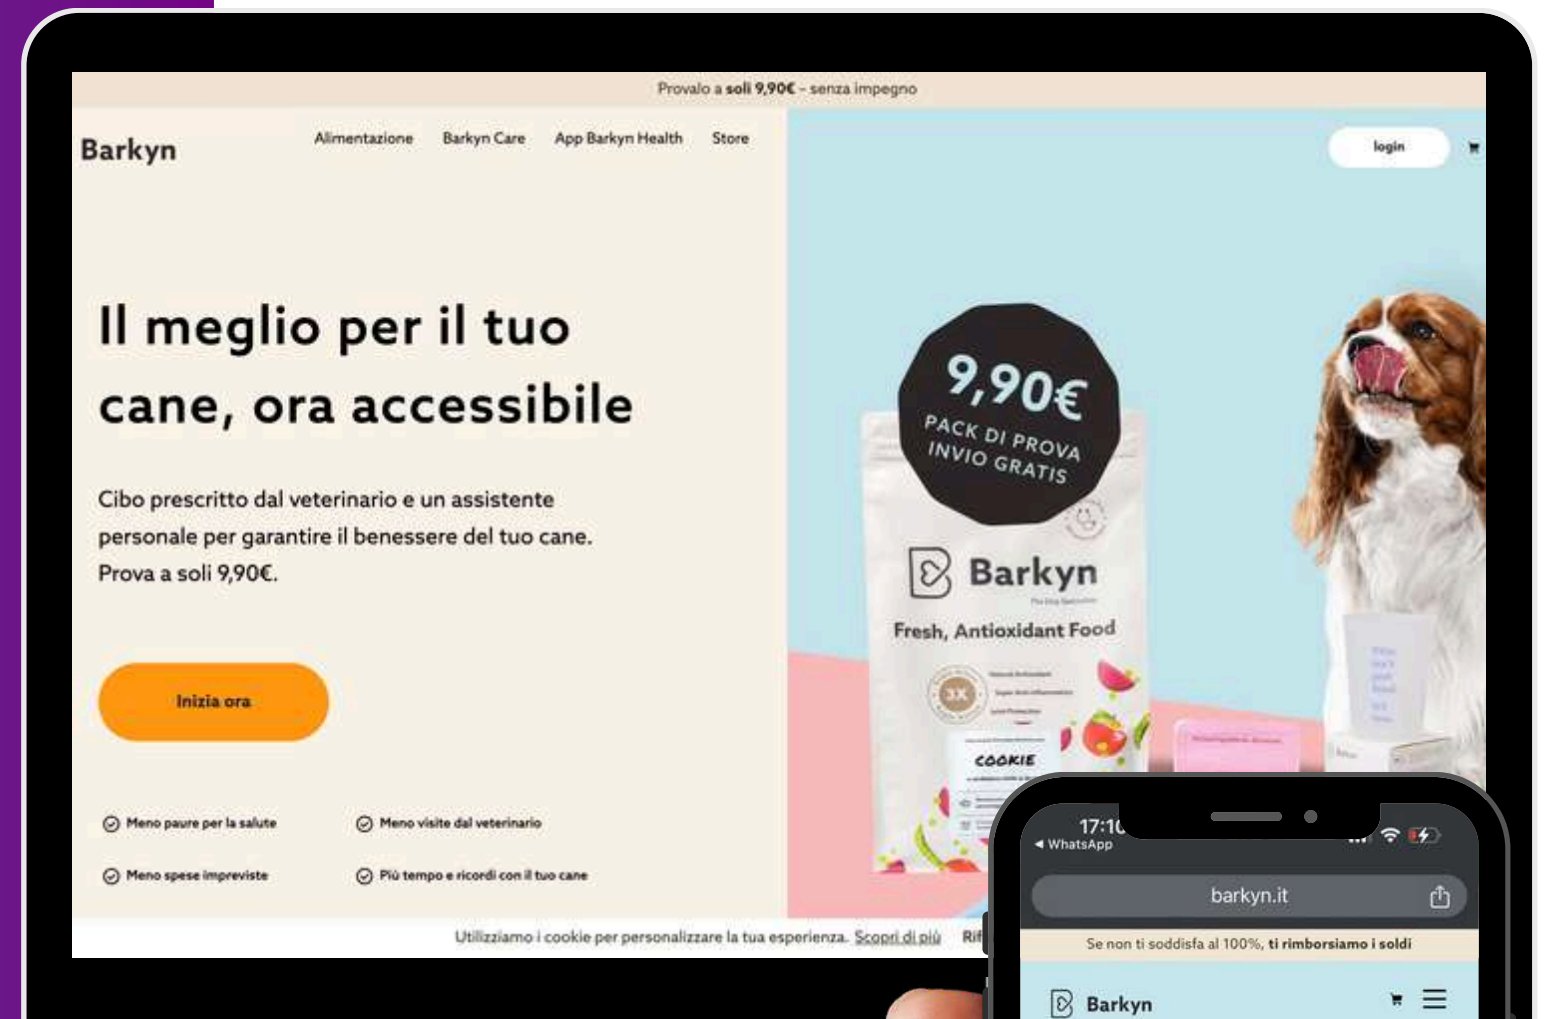 Provalo a soli 9,90€ - senza impegno
Barkyn
Alimentazione
Barkyn Care
App Barkyn Health
Store
login
Il meglio per il tuo
cane, ora accessibile
Cibo prescritto dal veterinario e un assistente
personale per garantire il benessere del tuo cane.
Prova a soli 9,90€.
Inizia ora
Meno paure per la salute
Meno visite dal veterinario
Meno spese impreviste
Più tempo e ricordi con il tuo cane
9,90€
PACK DI PROVA
INVIO GRATIS
Barkyn
Fresh, Antioxidant Food
3X
Natural Antioxidant
COOKIE
Utilizziamo i cookie per personalizzare la tua esperienza. Scopri di più
17:10
WhatsApp
barkyn.it
Se non ti soddisfa al 100%, ti rimborsiamo i soldi
Barkyn